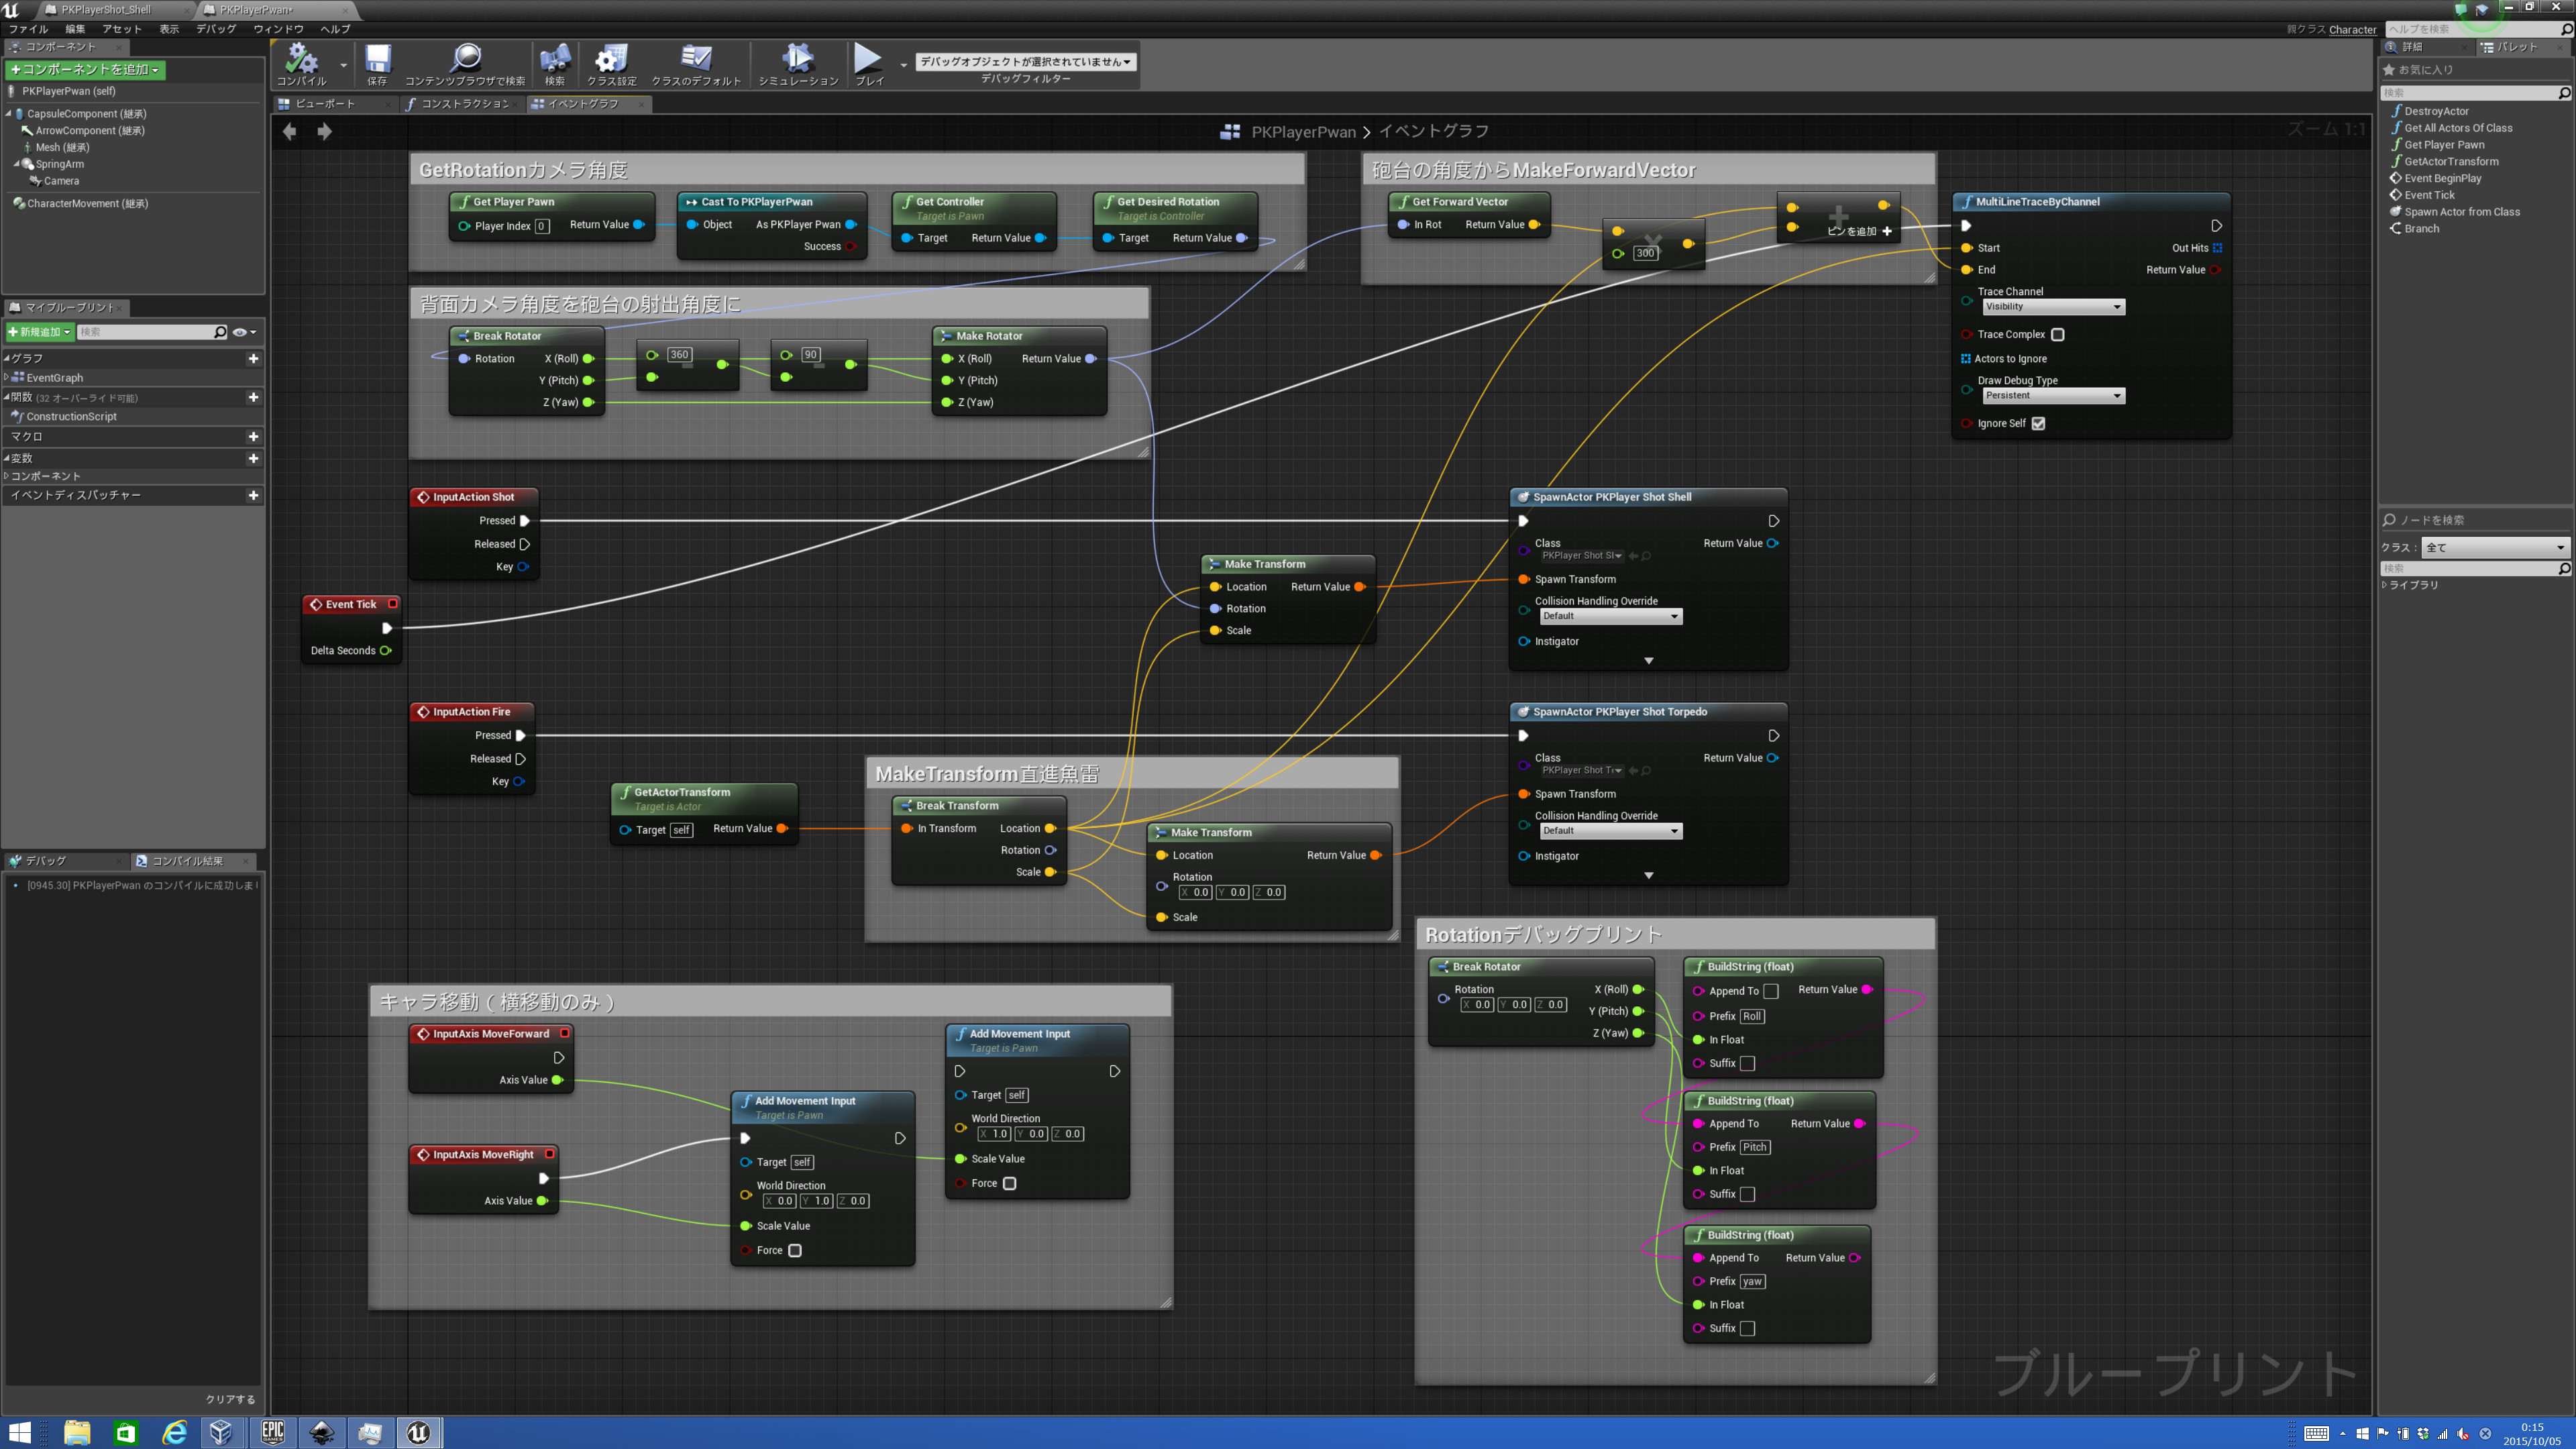 PKPlayerShot_Shell
PKPlayerPwan*
ファイル 編集 アセット 表示 デバッグ ウィンドウ ヘルプ
親クラス Character
ヘルプを検索
コンポーネント
+コンポーネントを追加
PKPlayerPwan (self)
CapsuleComponent (継承)
ArrowComponent (継承)
Mesh (継承)
SpringArm
Camera
CharacterMovement (継承)
マイブループリント
+新規追加 検索
グラフ
EventGraph
関数 (32 オーバーライド可能)
ConstructionScript
マクロ
変数
コンポーネント
イベントディスパッチャー
デバッグ コンパイル結果
[0945.30] PKPlayerPwan のコンパイルに成功しまし
クリアする
コンパイル 保存 コンテンツブラウザで検索 検索 クラス設定 クラスのデフォルト シミュレーション プレイ
デバッグオブジェクトが選択されていません
デバッグフィルター
ビューポート コンストラクション イベントグラフ
PKPlayerPwan > イベントグラフ
ズーム 1:1
GetRotationカメラ角度
Get Player Pawn
Player Index 0 Return Value
Cast To PKPlayerPwan
Object As PKPlayer Pwan
Success
Get Controller
Target is Pawn
Target Return Value
Get Desired Rotation
Target is Controller
Target Return Value
砲台の角度からMakeForwardVector
Get Forward Vector
In Rot Return Value
300
ピンを追加 +
MultiLineTraceByChannel
Start Out Hits
End Return Value
Trace Channel
Visibility
Trace Complex
Actors to Ignore
Draw Debug Type
Persistent
Ignore Self
背面カメラ角度を砲台の射出角度に
Break Rotator
Rotation X (Roll)
Y (Pitch)
Z (Yaw)
360
90
Make Rotator
X (Roll) Return Value
Y (Pitch)
Z (Yaw)
InputAction Shot
Pressed
Released
Key
Event Tick
Delta Seconds
InputAction Fire
Pressed
Released
Key
Make Transform
Location Return Value
Rotation
Scale
SpawnActor PKPlayer Shot Shell
Class Return Value
PKPlayer Shot Sh
Spawn Transform
Collision Handling Override
Default
Instigator
SpawnActor PKPlayer Shot Torpedo
Class Return Value
PKPlayer Shot T
Spawn Transform
Collision Handling Override
Default
Instigator
GetActorTransform
Target is Actor
Target self Return Value
MakeTransform直進魚雷
Break Transform
In Transform Location
Rotation
Scale
Make Transform
Location Return Value
Rotation
X 0.0 Y 0.0 Z 0.0
Scale
キャラ移動(横移動のみ)
InputAxis MoveForward
Axis Value
InputAxis MoveRight
Axis Value
Add Movement Input
Target is Pawn
Target self
World Direction
X 0.0 Y 1.0 Z 0.0
Scale Value
Force
Add Movement Input
Target is Pawn
Target self
World Direction
X 1.0 Y 0.0 Z 0.0
Scale Value
Force
Rotationデバッグプリント
Break Rotator
Rotation X (Roll)
X 0.0 Y 0.0 Z 0.0
Y (Pitch)
Z (Yaw)
BuildString (float)
Append To Return Value
Prefix Roll
In Float
Suffix
BuildString (float)
Append To Return Value
Prefix Pitch
In Float
Suffix
BuildString (float)
Append To Return Value
Prefix yaw
In Float
Suffix
ブループリント
詳細 パレット
お気に入り
検索
DestroyActor
Get All Actors Of Class
Get Player Pawn
GetActorTransform
Event BeginPlay
Event Tick
Spawn Actor from Class
Branch
ノードを検索
クラス: 全て
検索
ライブラリ
EPIC GAMES
0:15
2015/10/05